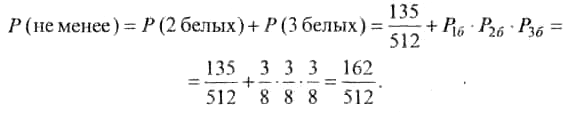 P (не менее) = P (2 белых) + P (3 белых) = 135/512 + P₁б · P₂б · P₃б =
= 135/512 + 3/8 · 3/8 · 3/8 = 162/512.